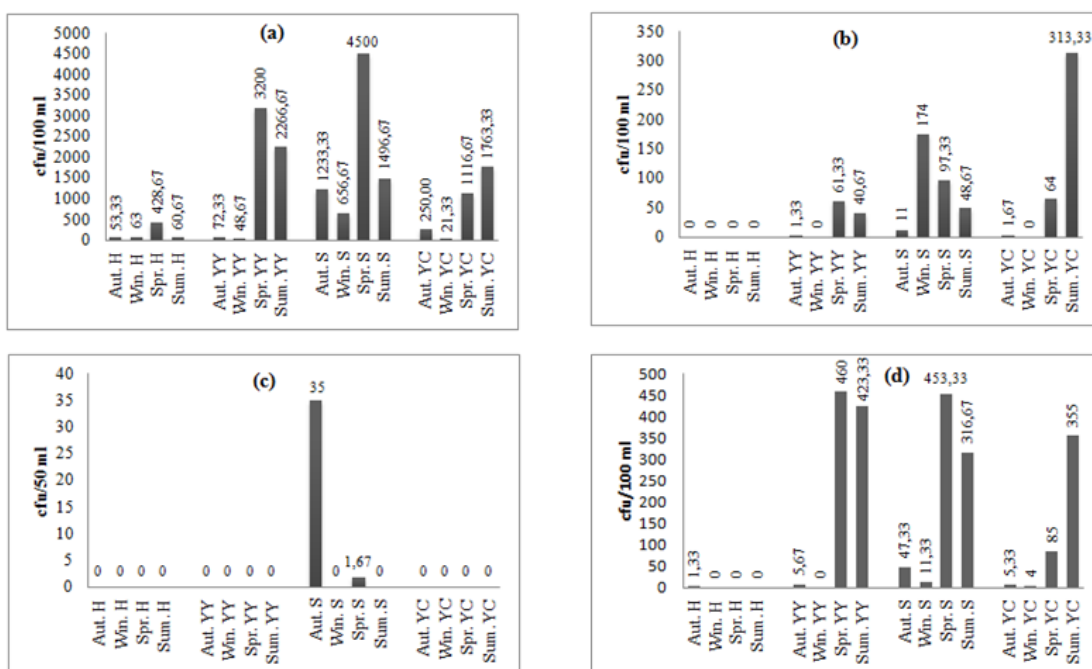 (a)
cfu/100 ml
5000
4500
4000
3500
3000
2500
2000
1500
1000
500
0
53,33
63
428,67
60,67
72,33
48,67
3200
2266,67
1233,33
656,67
4500
1496,67
250,00
21,33
1116,67
1763,33
Aut. H
Win. H
Spr. H
Sum. H
Aut. YY
Win. YY
Spr. YY
Sum. YY
Aut. S
Win. S
Spr. S
Sum. S
Aut. YC
Win. YC
Spr. YC
Sum. YC
(b)
cfu/100 ml
350
300
250
200
150
100
50
0
0
0
0
0
1,33
0
61,33
40,67
11
174
97,33
48,67
1,67
0
64
313,33
Aut. H
Win. H
Spr. H
Sum. H
Aut. YY
Win. YY
Spr. YY
Sum. YY
Aut. S
Win. S
Spr. S
Sum. S
Aut. YC
Win. YC
Spr. YC
Sum. YC
(c)
cfu/50 ml
40
35
30
25
20
15
10
5
0
0
0
0
0
0
0
0
0
35
0
1,67
0
0
0
0
0
Aut. H
Win. H
Spr. H
Sum. H
Aut. YY
Win. YY
Spr. YY
Sum. YY
Aut. S
Win. S
Spr. S
Sum. S
Aut. YC
Win. YC
Spr. YC
Sum. YC
(d)
cfu/100 ml
500
450
400
350
300
250
200
150
100
50
0
1,33
0
0
0
5,67
0
460
423,33
47,33
11,33
453,33
316,67
5,33
4
85
355
Aut. H
Win. H
Spr. H
Sum. H
Aut. YY
Win. YY
Spr. YY
Sum. YY
Aut. S
Win. S
Spr. S
Sum. S
Aut. YC
Win. YC
Spr. YC
Sum. YC